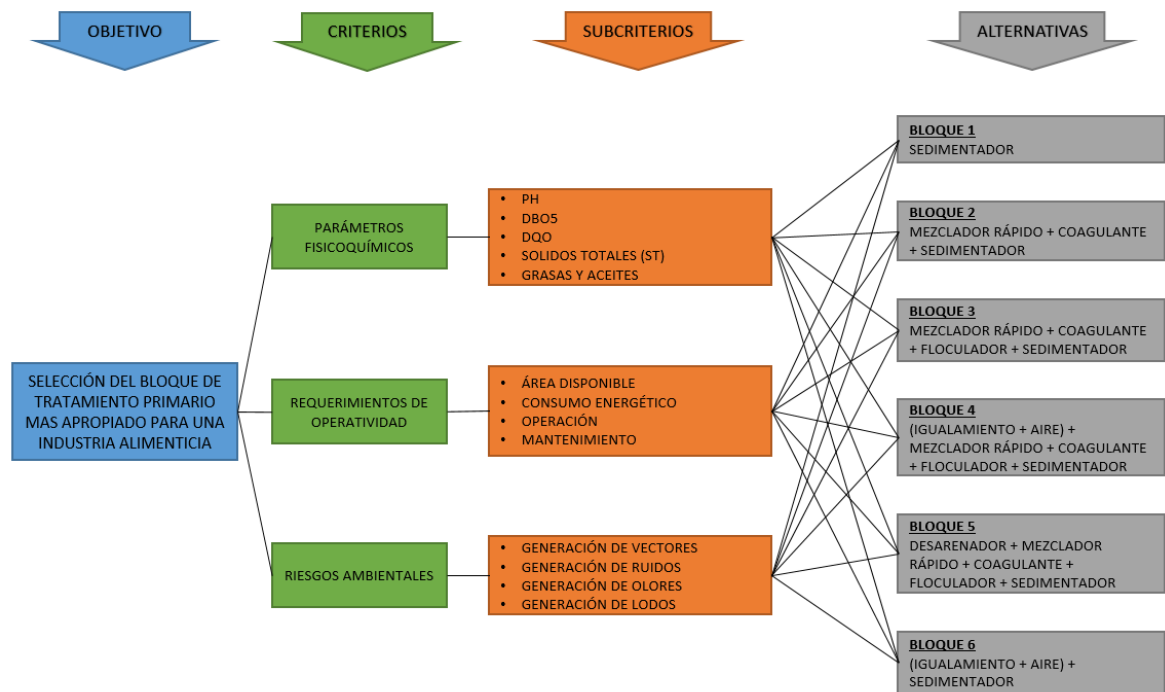 OBJETIVO
CRITERIOS
SUBCRITERIOS
ALTERNATIVAS
SELECCIÓN DEL BLOQUE DE
TRATAMIENTO PRIMARIO
MAS APROPIADO PARA UNA
INDUSTRIA ALIMENTICIA
PARÁMETROS
FISICOQUÍMICOS
REQUERIMIENTOS DE
OPERATIVIDAD
RIESGOS AMBIENTALES
• PH
• DBO5
• DQO
• SOLIDOS TOTALES (ST)
• GRASAS Y ACEITES
• ÁREA DISPONIBLE
• CONSUMO ENERGÉTICO
• OPERACIÓN
• MANTENIMIENTO
• GENERACIÓN DE VECTORES
• GENERACIÓN DE RUIDOS
• GENERACIÓN DE OLORES
• GENERACIÓN DE LODOS
BLOQUE 1
SEDIMENTADOR
BLOQUE 2
MEZCLADOR RÁPIDO + COAGULANTE
+ SEDIMENTADOR
BLOQUE 3
MEZCLADOR RÁPIDO + COAGULANTE
+ FLOCULADOR + SEDIMENTADOR
BLOQUE 4
(IGUALAMIENTO + AIRE) +
MEZCLADOR RÁPIDO + COAGULANTE
+ FLOCULADOR + SEDIMENTADOR
BLOQUE 5
DESARENADOR + MEZCLADOR
RÁPIDO + COAGULANTE +
FLOCULADOR + SEDIMENTADOR
BLOQUE 6
(IGUALAMIENTO + AIRE) +
SEDIMENTADOR